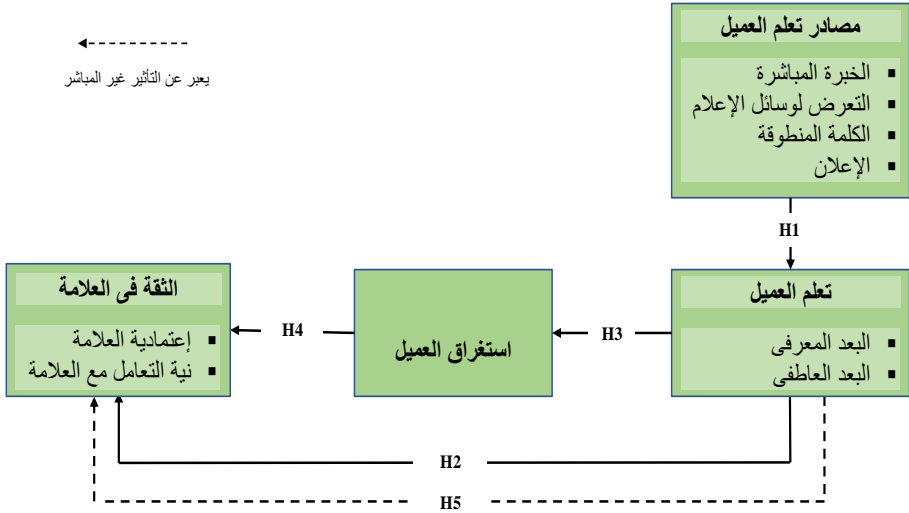 مصادر تعلم العميل
الخبرة المباشرة
التعرض لوسائل الإعلام
الكلمة المنطوقة
الإعلان
يعبر عن التأثير غير المباشر
H1
تعلم العميل
البعد المعرفى
البعد العاطفى
H3
استغراق العميل
H4
الثقة فى العلامة
إعتمادية العلامة
نية التعامل مع العلامة
H2
H5